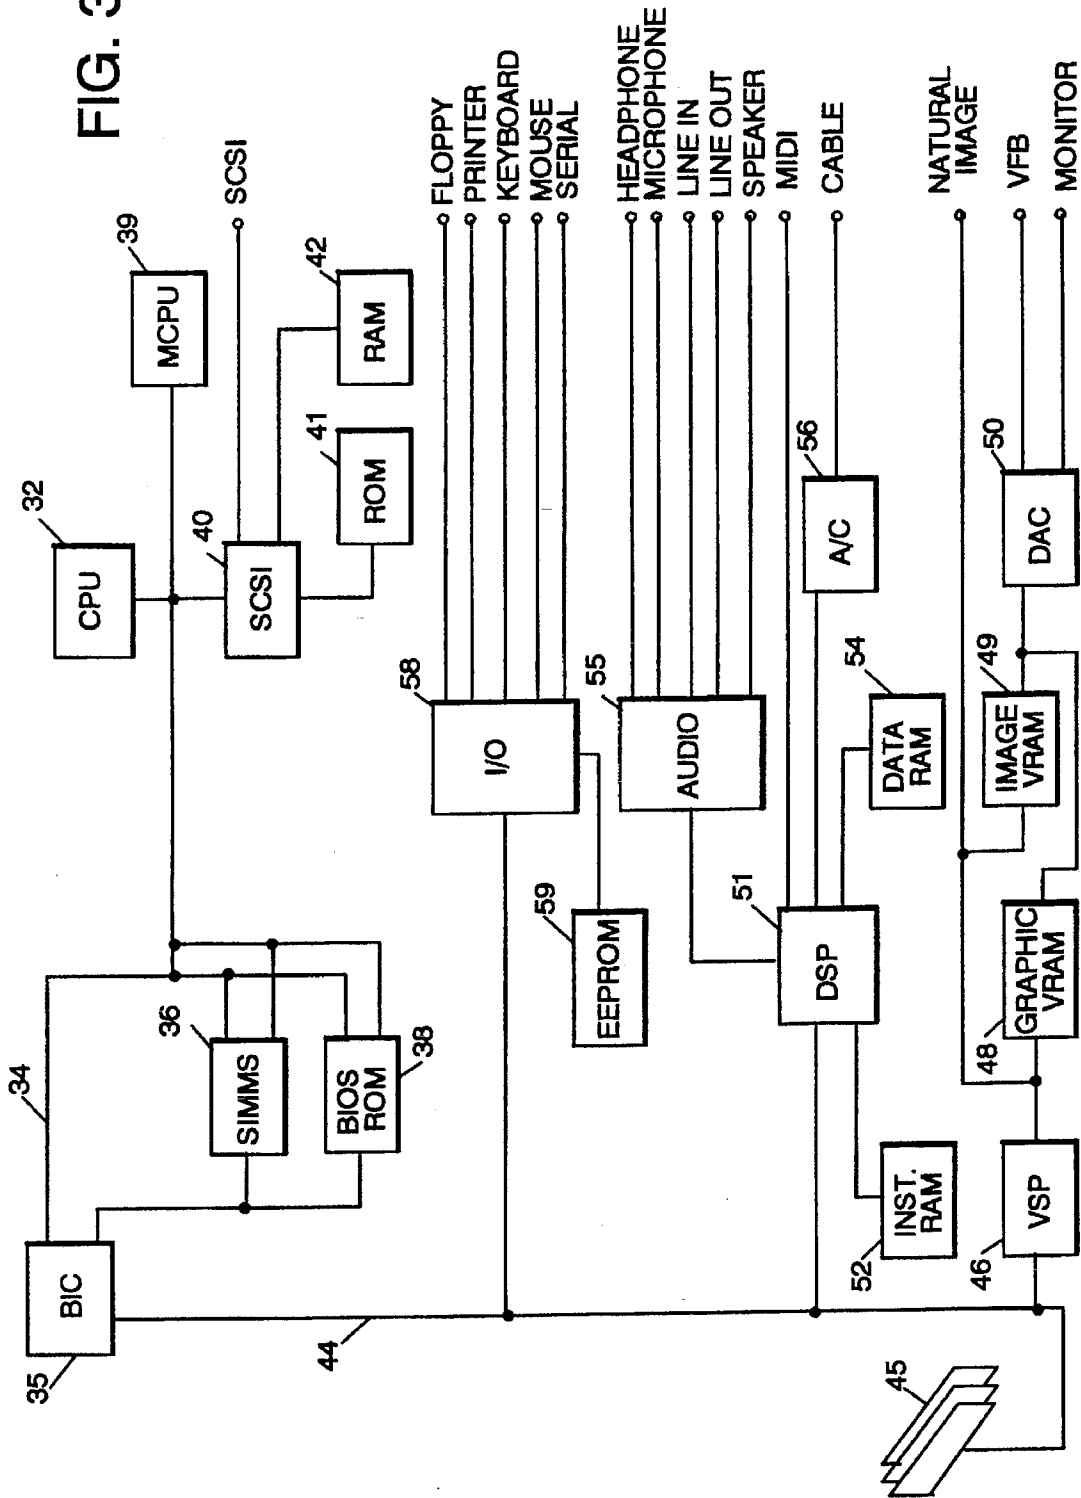 FIG. 3
32
CPU
39
MCPU
40
SCSI
SCSI
41
ROM
42
RAM
34
35
BIC
36
SIMMS
BIOS
ROM
38
44
58
I/O
FLOPPY
PRINTER
KEYBOARD
MOUSE
SERIAL
59
EEPROM
55
AUDIO
HEADPHONE
MICROPHONE
LINE IN
LINE OUT
SPEAKER
MIDI
51
DSP
56
A/C
CABLE
54
DATA
RAM
52
INST.
RAM
45
46
VSP
48
GRAPHIC
VRAM
49
IMAGE
VRAM
50
DAC
NATURAL
IMAGE
VFB
MONITOR